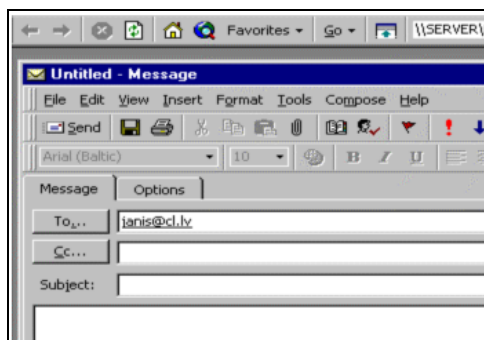 Favorites Go \\SERVER\
Untitled - Message
File Edit View Insert Format Tools Compose Help
Send
Arial (Baltic) 10 B I U
Message Options
To... janis@cl.lv
Cc...
Subject: